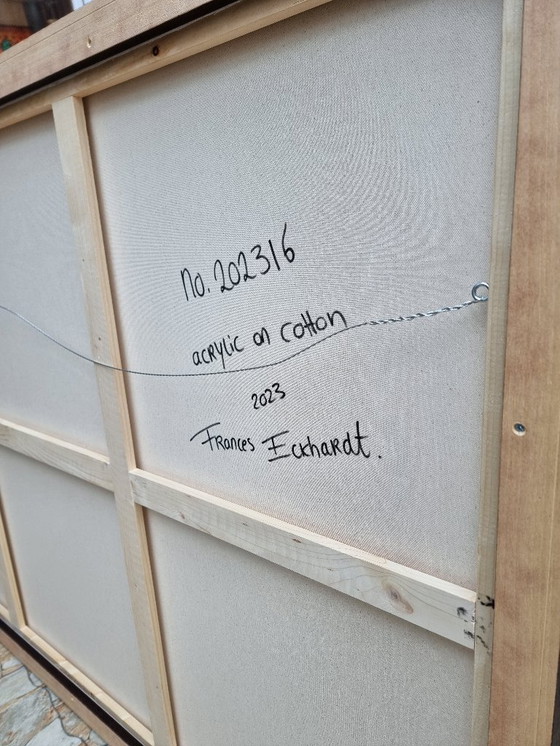 No. 202316
acrylic on cotton
2023
Frances Eckhardt.